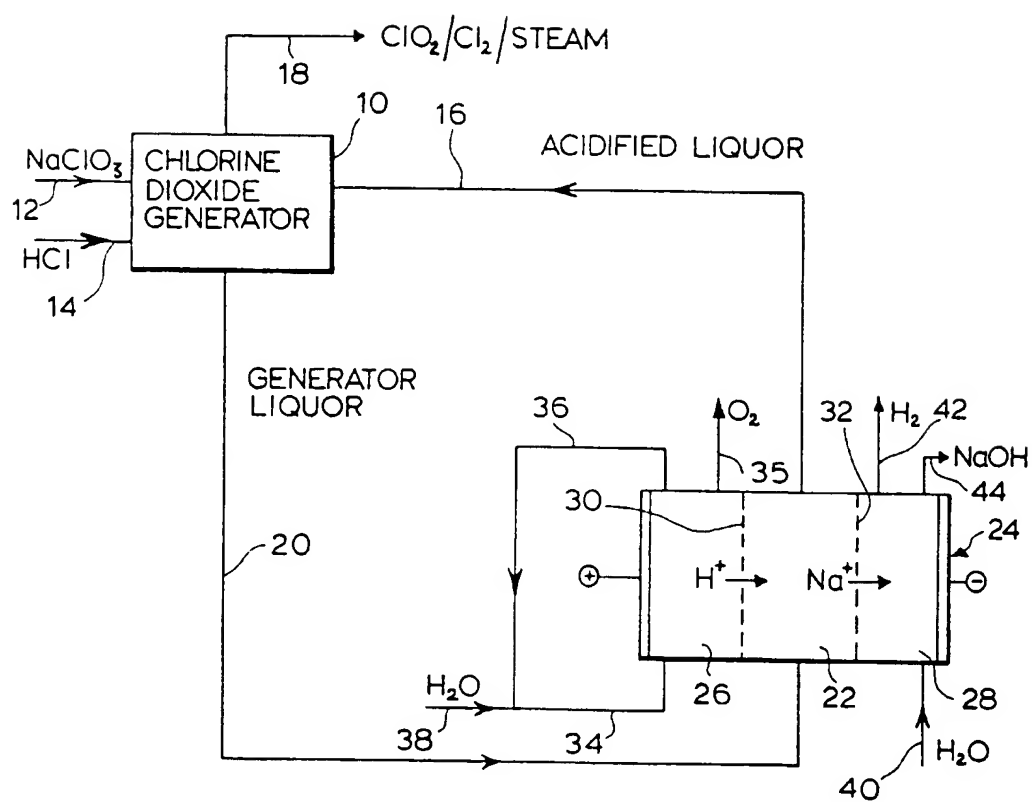 ClO₂/Cl₂/STEAM
18
10
16
ACIDIFIED LIQUOR
NaClO₃
12
CHLORINE
DIOXIDE
GENERATOR
HCl
14
GENERATOR
LIQUOR
36
O₂
32
H₂
42
NaOH
44
35
30
24
20
+
H⁺
Na⁺
−
26
22
28
H₂O
38
34
H₂O
40